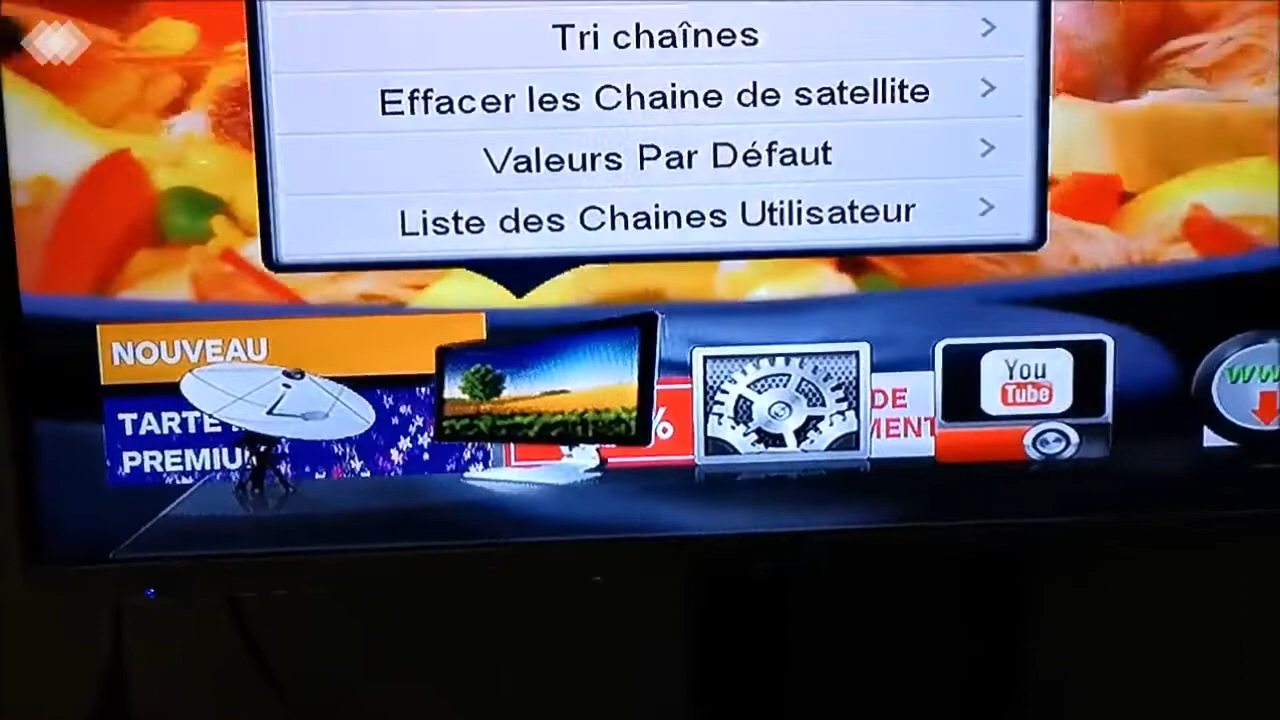 Tri chaînes
Effacer les Chaine de satellite
Valeurs Par Défaut
Liste des Chaines Utilisateur
NOUVEAU
TARTE
PREMIU
%
DE
MENT
You
Tube
WW